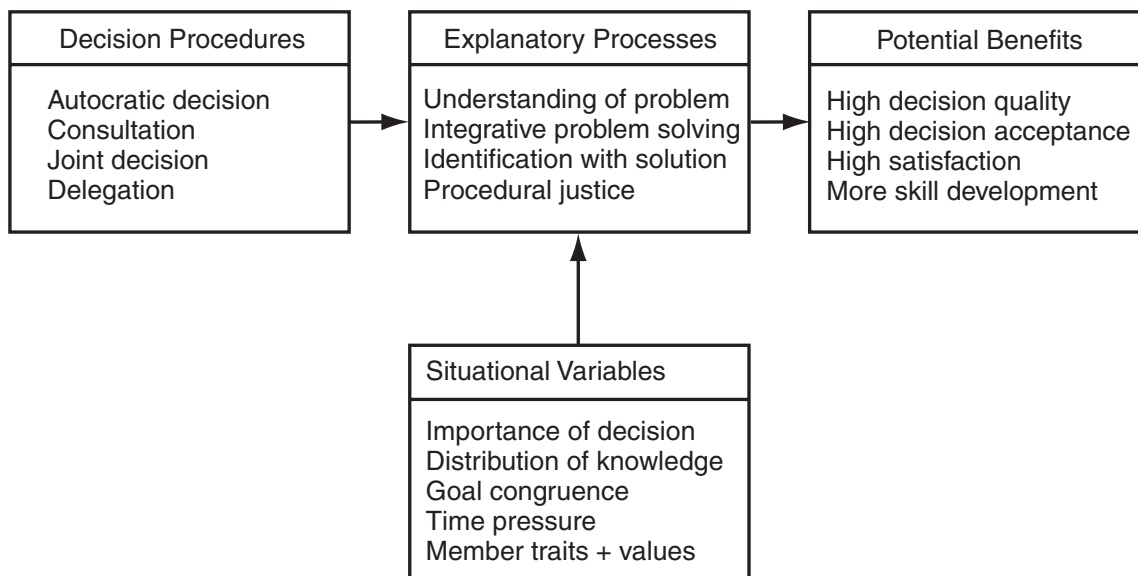 Decision Procedures
Autocratic decision
Consultation
Joint decision
Delegation
Explanatory Processes
Understanding of problem
Integrative problem solving
Identification with solution
Procedural justice
Potential Benefits
High decision quality
High decision acceptance
High satisfaction
More skill development
Situational Variables
Importance of decision
Distribution of knowledge
Goal congruence
Time pressure
Member traits + values